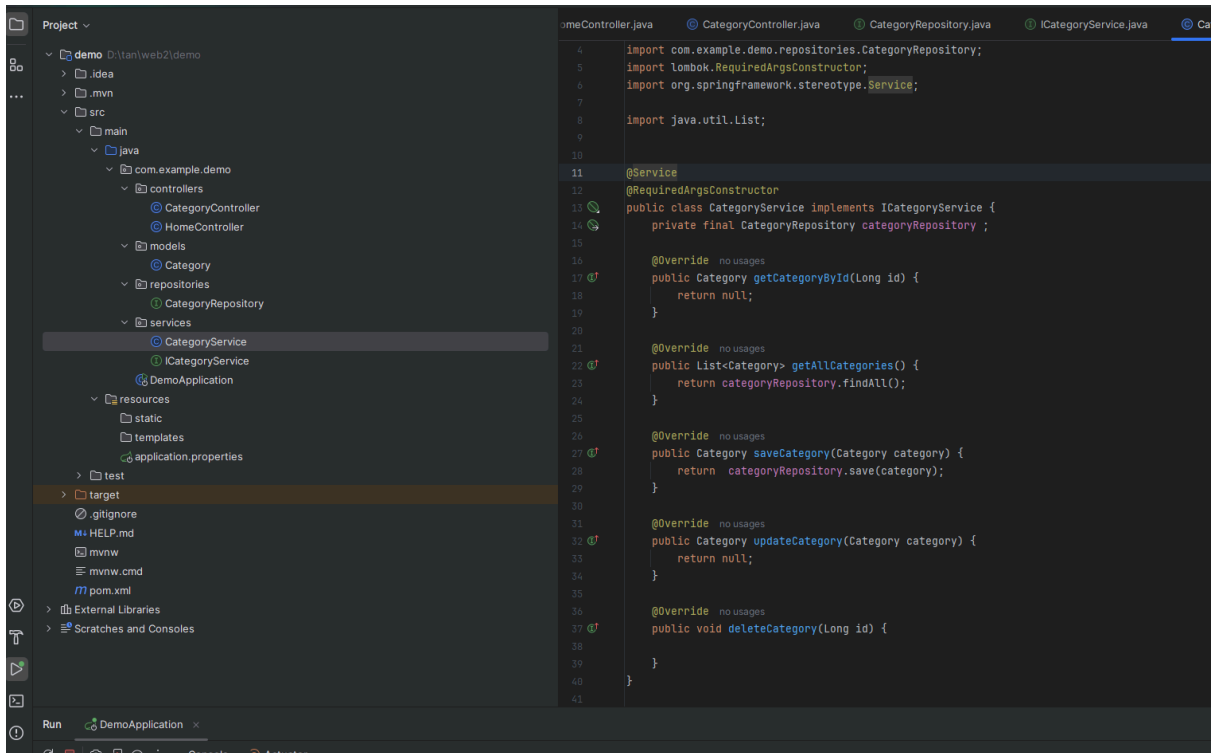 Project
demo D:\tan\web2\demo
.idea
.mvn
src
main
java
com.example.demo
controllers
CategoryController
HomeController
models
Category
repositories
CategoryRepository
services
CategoryService
ICategoryService
DemoApplication
resources
static
templates
application.properties
test
target
.gitignore
M↓ HELP.md
mvnw
mvnw.cmd
m pom.xml
External Libraries
Scratches and Consoles
omeController.java CategoryController.java CategoryRepository.java ICategoryService.java Ca
4 import com.example.demo.repositories.CategoryRepository;
5 import lombok.RequiredArgsConstructor;
6 import org.springframework.stereotype.Service;
7
8 import java.util.List;
9
10
11 @Service
12 @RequiredArgsConstructor
13 public class CategoryService implements ICategoryService {
14 private final CategoryRepository categoryRepository ;
15
16 @Override no usages
17 public Category getCategoryById(Long id) {
18 return null;
19 }
20
21 @Override no usages
22 public List<Category> getAllCategories() {
23 return categoryRepository.findAll();
24 }
25
26 @Override no usages
27 public Category saveCategory(Category category) {
28 return categoryRepository.save(category);
29 }
30
31 @Override no usages
32 public Category updateCategory(Category category) {
33 return null;
34 }
35
36 @Override no usages
37 public void deleteCategory(Long id) {
38
39 }
40 }
41
Run DemoApplication ×
Console Actuator